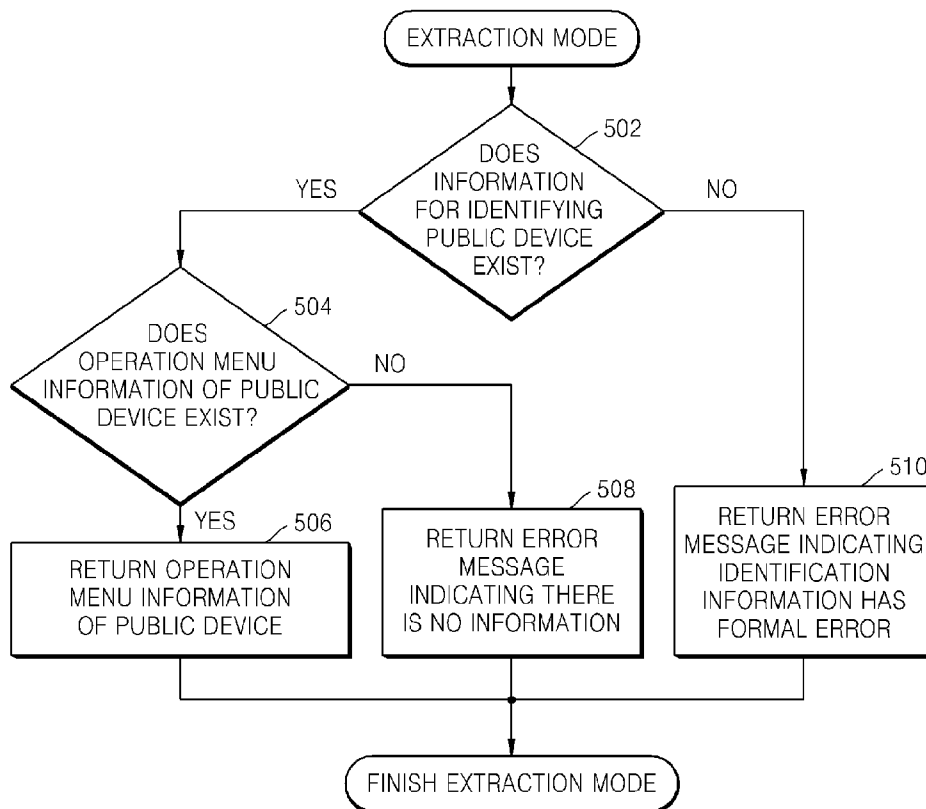 EXTRACTION MODE
502
DOES
INFORMATION
FOR IDENTIFYING
PUBLIC DEVICE
EXIST?
YES
NO
504
DOES
OPERATION MENU
INFORMATION OF PUBLIC
DEVICE EXIST?
NO
YES
506
RETURN OPERATION
MENU INFORMATION
OF PUBLIC DEVICE
508
RETURN ERROR
MESSAGE
INDICATING THERE
IS NO INFORMATION
510
RETURN ERROR
MESSAGE INDICATING
IDENTIFICATION
INFORMATION HAS
FORMAL ERROR
FINISH EXTRACTION MODE